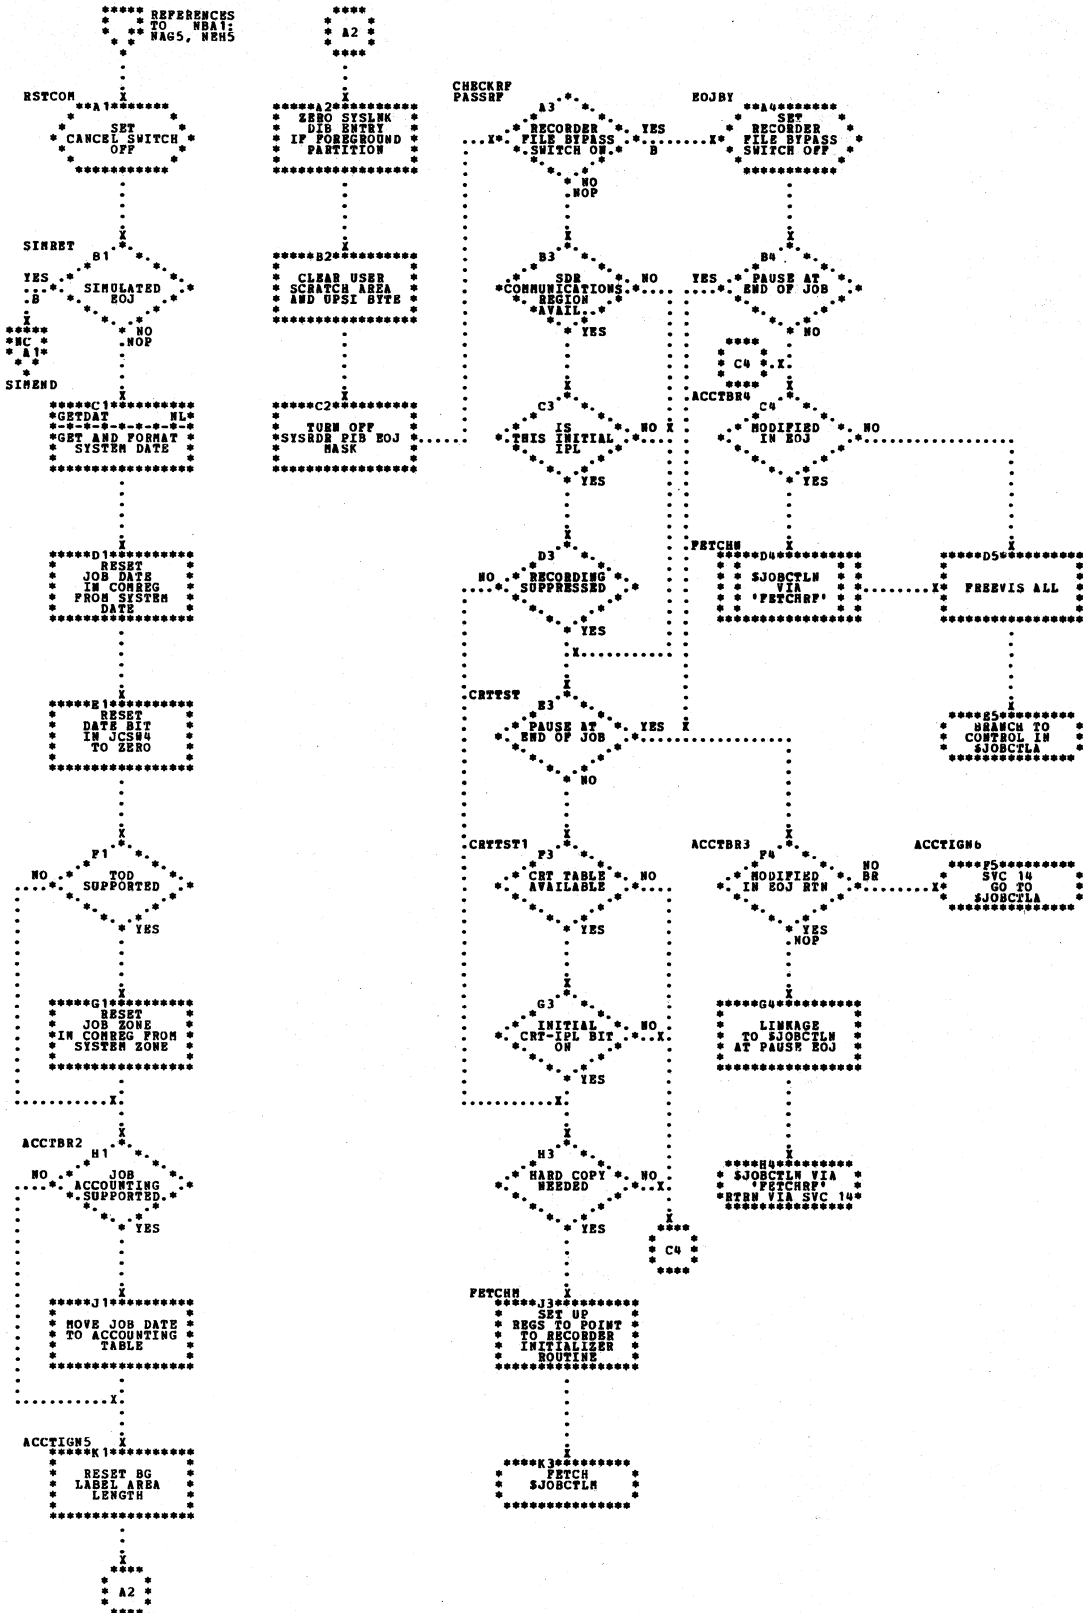 REFERENCES
TO NBA1:
NAG5, NEH5
RSTCOM
A1
SET
CANCEL SWITCH
OFF
SIMRET
B1
SIMULATED
EOJ
YES
B
NO
NOP
NC
A1
SIMEND
C1
GETDAT NL
GET AND FORMAT
SYSTEM DATE
D1
RESET
JOB DATE
IN COMREG
FROM SYSTEM
DATE
E1
RESET
DATE BIT
IN JCSW4
TO ZERO
F1
TOD
SUPPORTED
NO
YES
G1
RESET
JOB ZONE
IN COMREG FROM
SYSTEM ZONE
ACCTBR2
H1
JOB
ACCOUNTING
SUPPORTED
NO
YES
J1
MOVE JOB DATE
TO ACCOUNTING
TABLE
ACCTIGN5
K1
RESET BG
LABEL AREA
LENGTH
A2
A2
A2
ZERO SYSLNK
DIB ENTRY
IF FOREGROUND
PARTITION
B2
CLEAR USER
SCRATCH AREA
AND UPSI BYTE
C2
TURN OFF
SYSRDR PIB EOJ
MASK
CHECKRF
PASSRF
A3
RECORDER
FILE BYPASS
SWITCH ON
YES
B
NO
NOP
B3
SDR
COMMUNICATIONS
REGION
AVAIL
NO
YES
C3
IS
THIS INITIAL
IPL
NO
YES
D3
RECORDING
SUPPRESSED
NO
YES
CRTTST
E3
PAUSE AT
END OF JOB
YES
NO
CRTTST1
F3
CRT TABLE
AVAILABLE
NO
YES
G3
INITIAL
CRT-IPL BIT
ON
NO
YES
H3
HARD COPY
NEEDED
NO
YES
C4
FETCHM
J3
SET UP
REGS TO POINT
TO RECORDER
INITIALIZER
ROUTINE
K3
FETCH
$JOBCTLM
EOJBY
A4
SET
RECORDER
FILE BYPASS
SWITCH OFF
B4
PAUSE AT
END OF JOB
YES
NO
C4
ACCTBR4
C4
MODIFIED
IN EOJ
NO
YES
FETCHN
D4
$JOBCTLN
VIA
'FETCHRF'
D5
FREEVIS ALL
E5
BRANCH TO
CONTROL IN
$JOBCTLA
ACCTBR3
F4
MODIFIED
IN EOJ RTN
NO
BR
YES
NOP
ACCTIGN6
F5
SVC 14
GO TO
$JOBCTLA
G4
LINKAGE
TO $JOBCTLN
AT PAUSE EOJ
H4
$JOBCTLN VIA
'FETCHRF'
RTRN VIA SVC 14